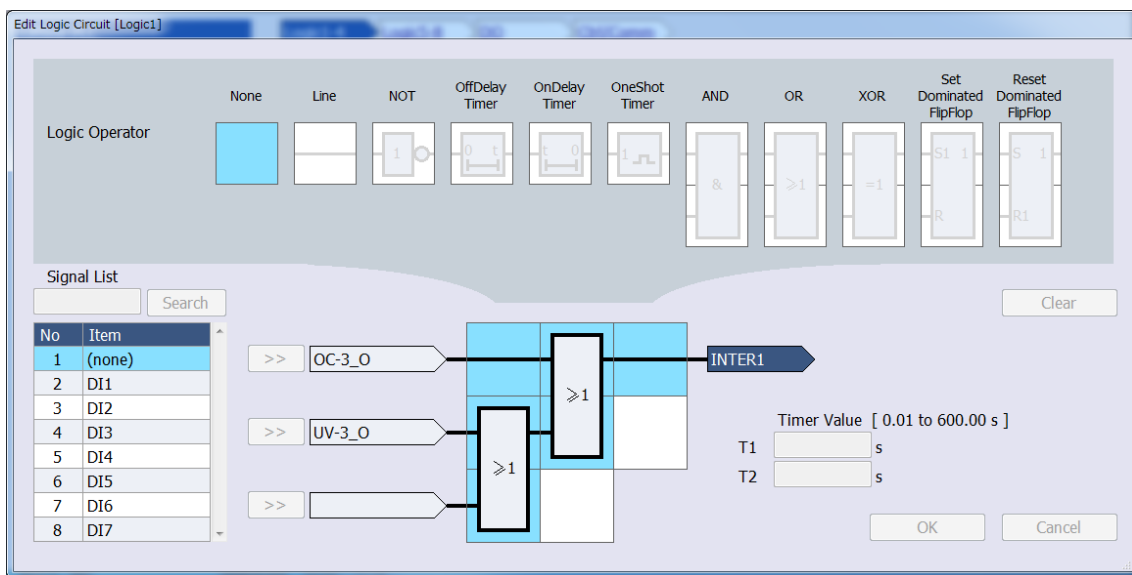 Edit Logic Circuit [Logic1]
Logic Operator
None
Line
NOT
OffDelay
Timer
OnDelay
Timer
OneShot
Timer
AND
OR
XOR
Set
Dominated
FlipFlop
Reset
Dominated
FlipFlop
1
0 t
t 0
1
&
≥1
=1
S1 1
R
S 1
R1
Signal List
Search
Clear
No Item
1 (none)
2 DI1
3 DI2
4 DI3
5 DI4
6 DI5
7 DI6
8 DI7
>> OC-3_O
>> UV-3_O
>>
≥1
≥1
INTER1
Timer Value [ 0.01 to 600.00 s ]
T1 s
T2 s
OK
Cancel